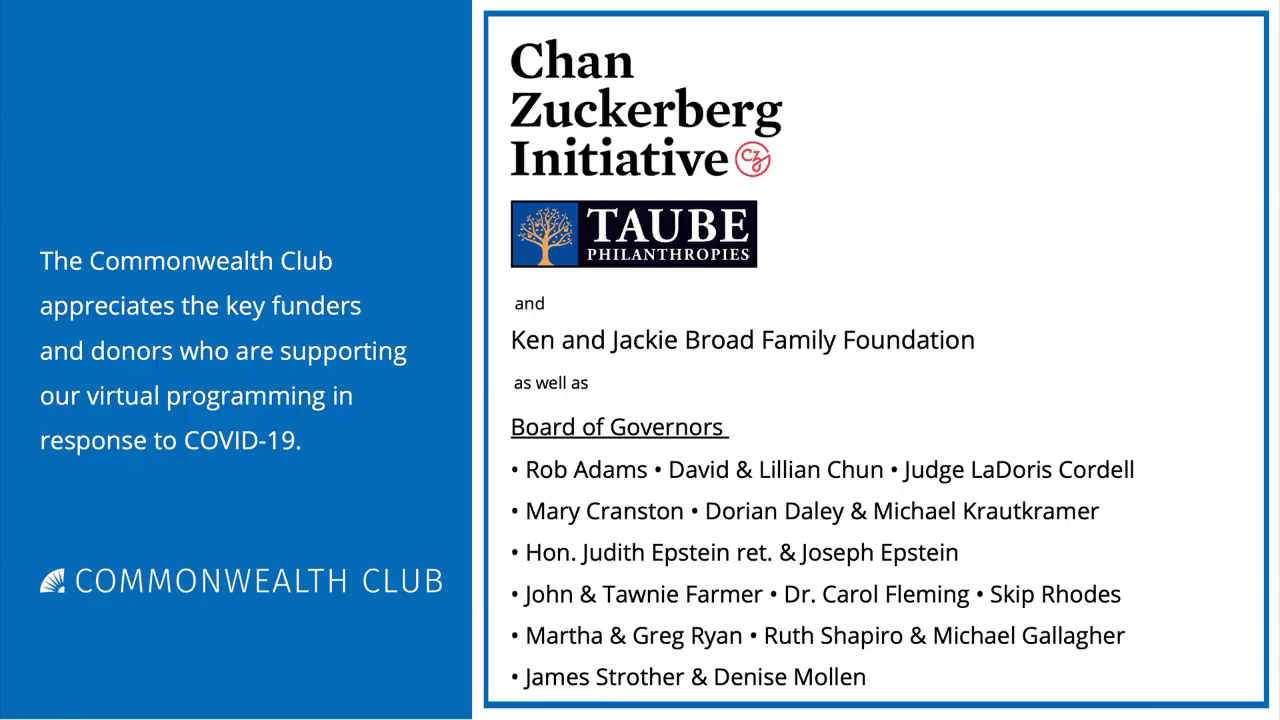 The Commonwealth Club
appreciates the key funders
and donors who are supporting
our virtual programming in
response to COVID-19.
COMMONWEALTH CLUB
Chan
Zuckerberg
Initiative
CZ
TAUBE
PHILANTHROPIES
and
Ken and Jackie Broad Family Foundation
as well as
Board of Governors
• Rob Adams • David & Lillian Chun • Judge LaDoris Cordell
• Mary Cranston • Dorian Daley & Michael Krautkramer
• Hon. Judith Epstein ret. & Joseph Epstein
• John & Tawnie Farmer • Dr. Carol Fleming • Skip Rhodes
• Martha & Greg Ryan • Ruth Shapiro & Michael Gallagher
• James Strother & Denise Mollen